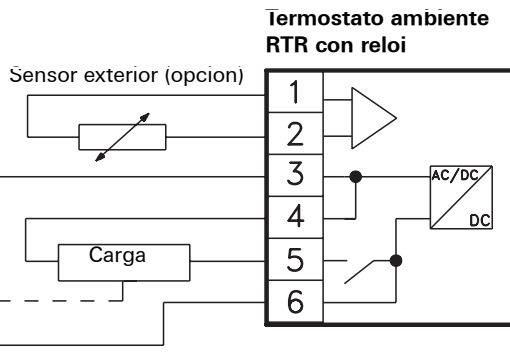 Termostato ambiente
RTR con reloi
Sensor exterior (opcion)
1
2
3
4
5
6
AC/DC
DC
Carga